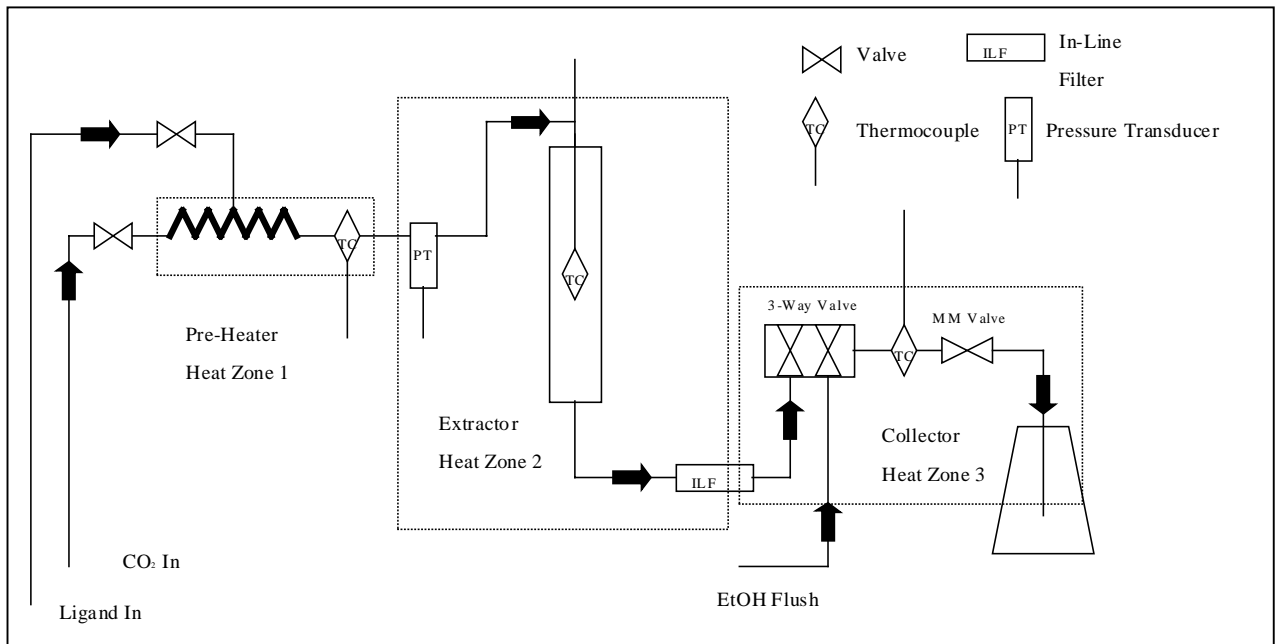 Valve
ILF
In-Line
Filter
TC
Thermocouple
PT
Pressure Transducer
TC
PT
TC
Pre-Heater
Heat Zone 1
3-Way Valve
MM Valve
TC
Extractor
Heat Zone 2
Collector
Heat Zone 3
ILF
CO₂ In
EtOH Flush
Ligand In